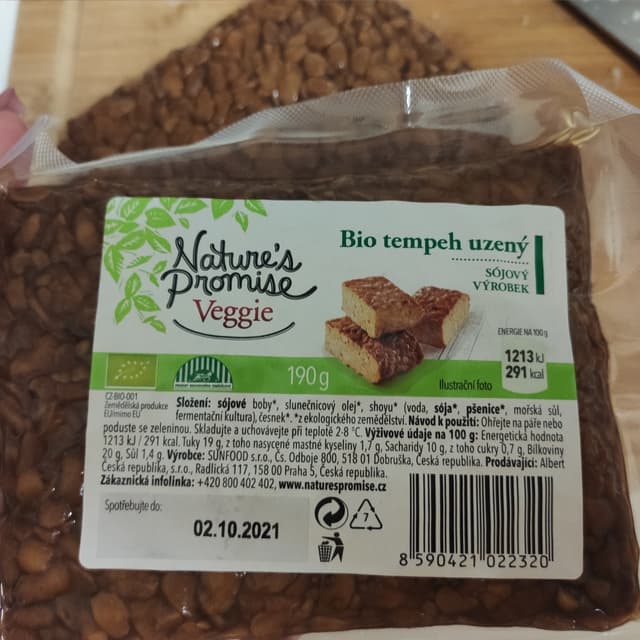 Nature's
Promise
Veggie
Bio tempeh uzený
SÓJOVÝ
VÝROBEK
ENERGIE NA 100 g
1213 kJ
291 kcal
190 g
Ilustrační foto
CZ-BIO-001
Zemědělská produkce
EU/mimo EU
Složení: sójové boby*, slunečnicový olej*, shoyu* (voda, sója*, pšenice*, mořská sůl,
fermentační kultura), česnek*. *z ekologického zemědělství. Návod k použití: Ohřejte na páře nebo
poduste se zeleninou. Skladujte a uchovávejte při teplotě 2-8 °C. Výživové údaje na 100 g: Energetická hodnota
1213 kJ / 291 kcal, Tuky 19 g, z toho nasycené mastné kyseliny 1,7 g, Sacharidy 10 g, z toho cukry 0,7 g, Bílkoviny
20 g, Sůl 1,4 g. Výrobce: SUNFOOD s.r.o., Čs. Odboje 800, 518 01 Dobruška, Česká republika. Prodávající: Albert
Česká republika, s.r.o., Radlická 117, 158 00 Praha 5, Česká republika.
Zákaznická infolinka: +420 800 402 402, www.naturespromise.cz
Spotřebujte do:
02.10.2021
7
8 590421 022320